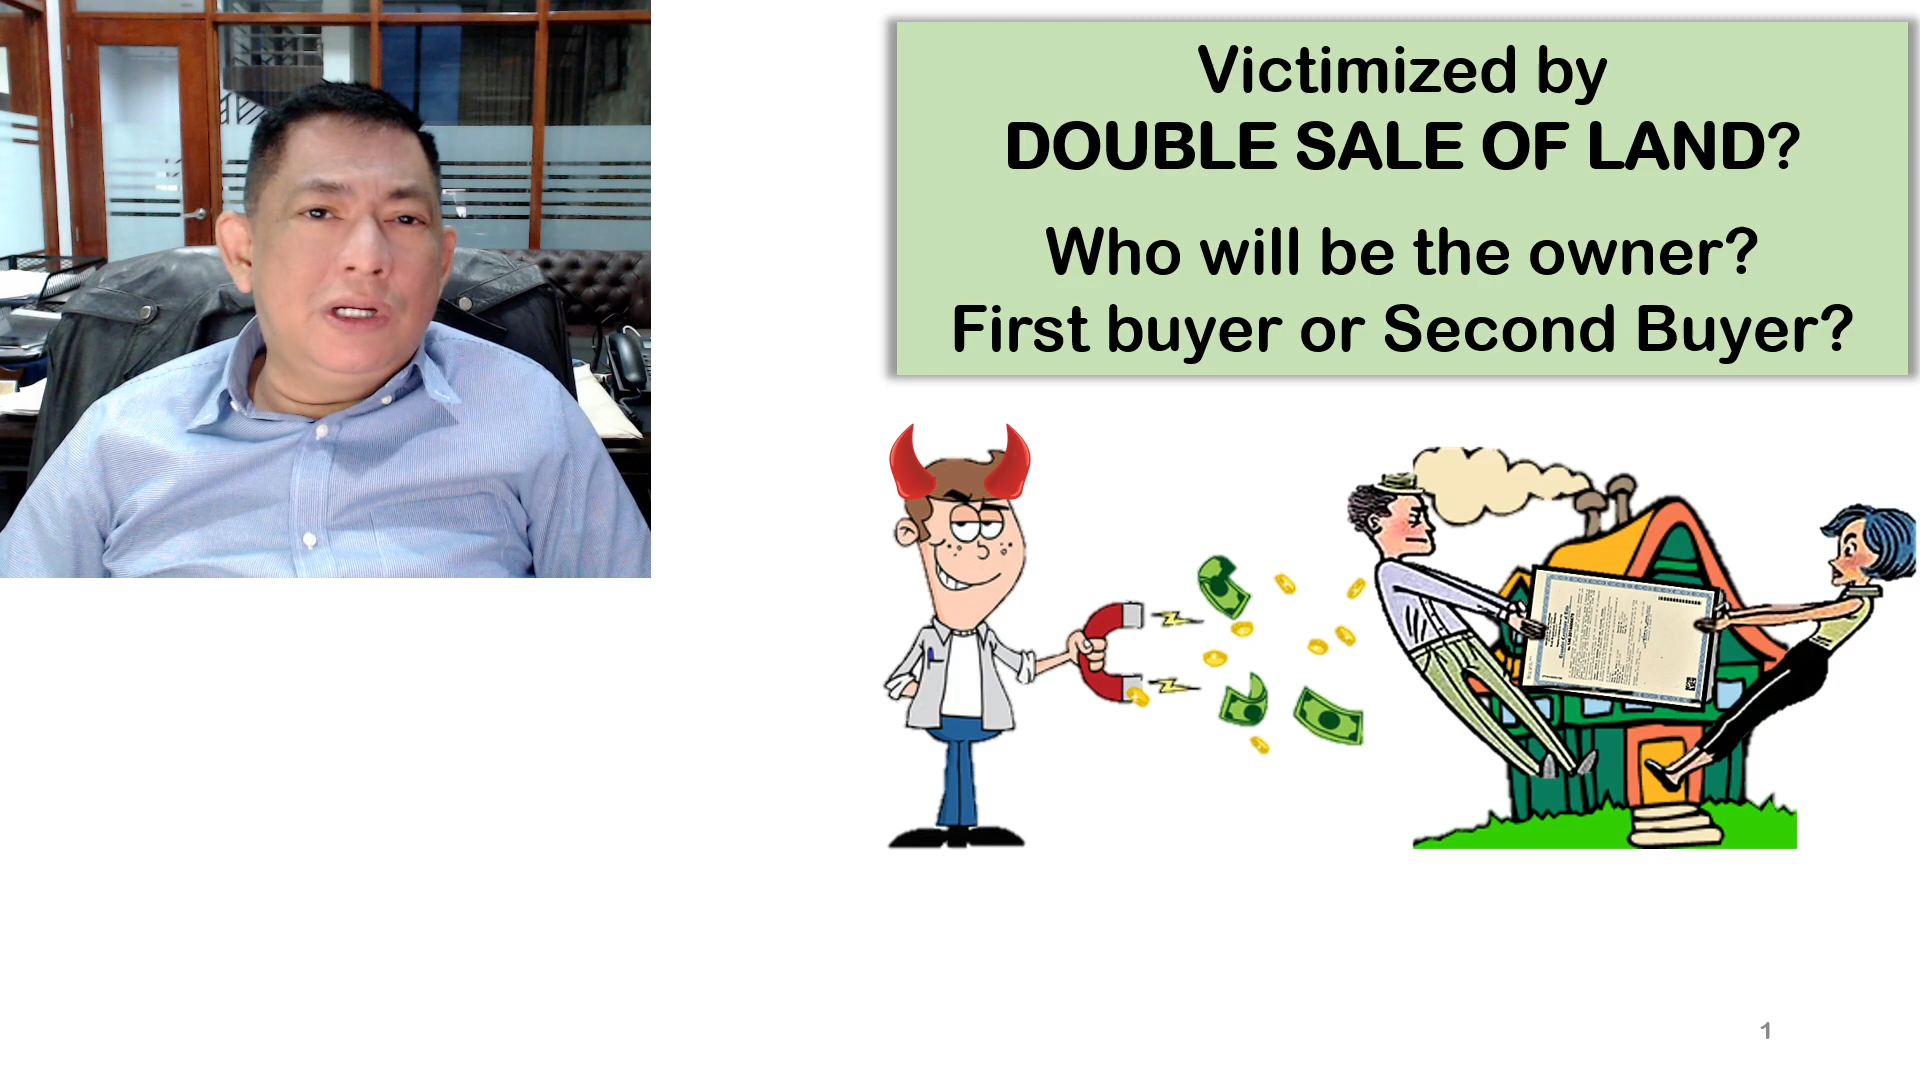 Victimized by
DOUBLE SALE OF LAND?
Who will be the owner?
First buyer or Second Buyer?
1